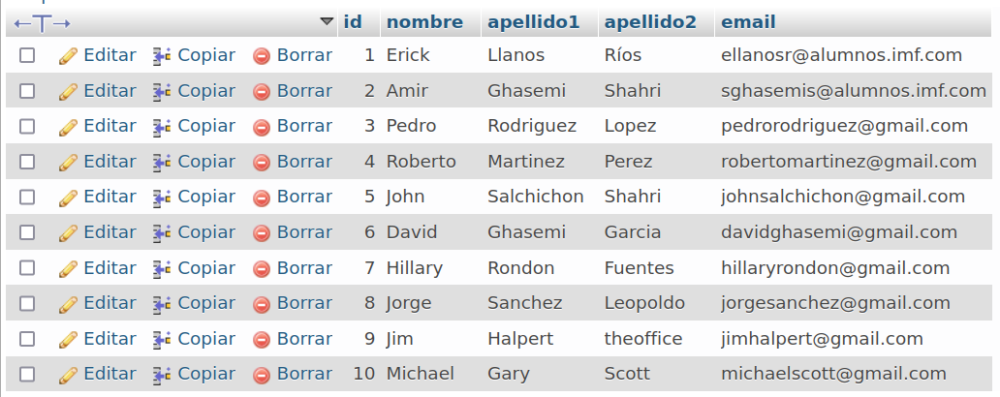 id nombre apellido1 apellido2 email
Editar Copiar Borrar 1 Erick Llanos Ríos ellanosr@alumnos.imf.com
Editar Copiar Borrar 2 Amir Ghasemi Shahri sghasemis@alumnos.imf.com
Editar Copiar Borrar 3 Pedro Rodriguez Lopez pedrorodriguez@gmail.com
Editar Copiar Borrar 4 Roberto Martinez Perez robertomartinez@gmail.com
Editar Copiar Borrar 5 John Salchichon Shahri johnsalchichon@gmail.com
Editar Copiar Borrar 6 David Ghasemi Garcia davidghasemi@gmail.com
Editar Copiar Borrar 7 Hillary Rondon Fuentes hillaryrondon@gmail.com
Editar Copiar Borrar 8 Jorge Sanchez Leopoldo jorgesanchez@gmail.com
Editar Copiar Borrar 9 Jim Halpert theoffice jimhalpert@gmail.com
Editar Copiar Borrar 10 Michael Gary Scott michaelscott@gmail.com